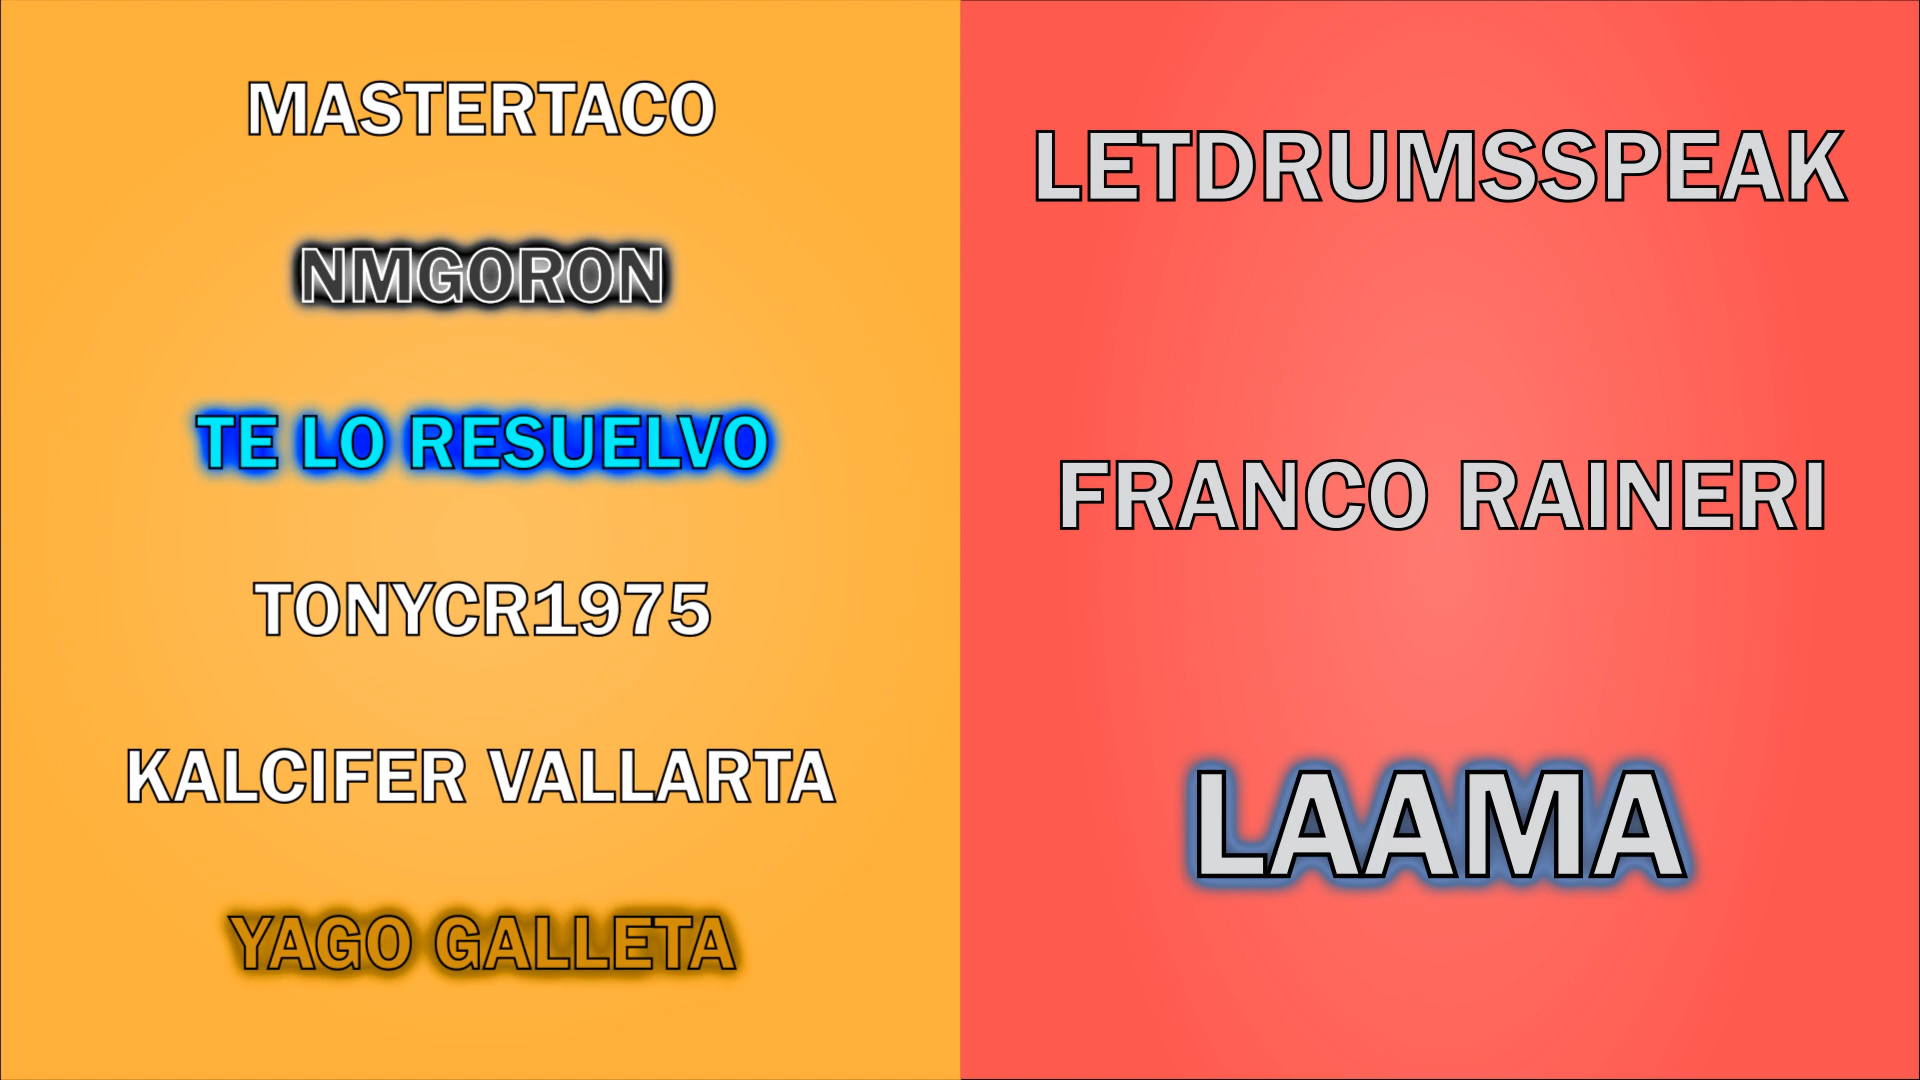 MASTERTACO
NMGORON
TE LO RESUELVO
TONYCR1975
KALCIFER VALLARTA
YAGO GALLETA
LETDRUMSSPEAK
FRANCO RAINERI
LAAMA